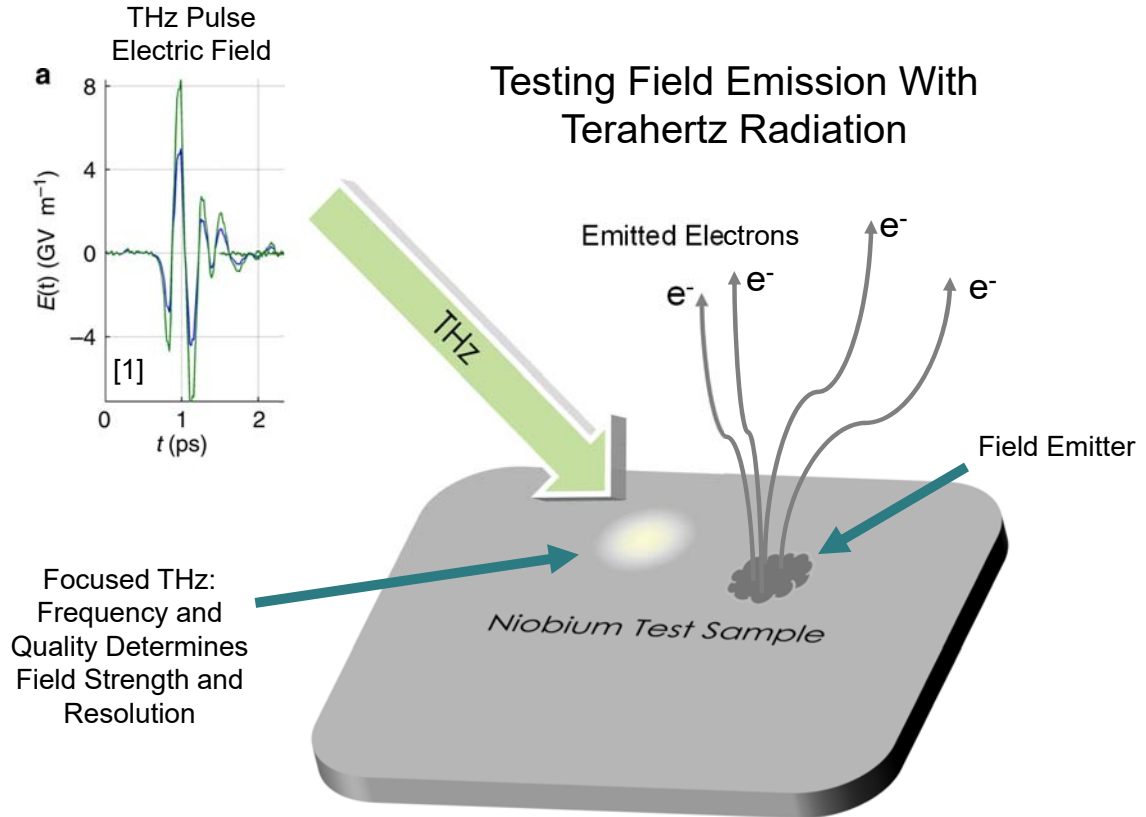 THz Pulse
Electric Field
a
8
4
0
−4
E(t) (GV m⁻¹)
[1]
0 1 2
t (ps)
Testing Field Emission With
Terahertz Radiation
THz
Emitted Electrons
e⁻
e⁻
e⁻
e⁻
Field Emitter
Focused THz:
Frequency and
Quality Determines
Field Strength and
Resolution
Niobium Test Sample